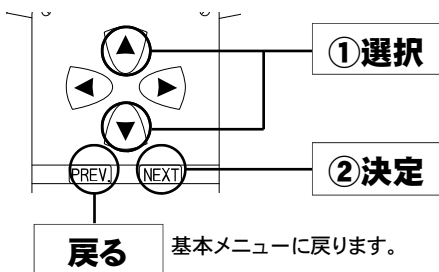 ①選択
PREV.
NEXT
②決定
戻る
基本メニューに戻ります。